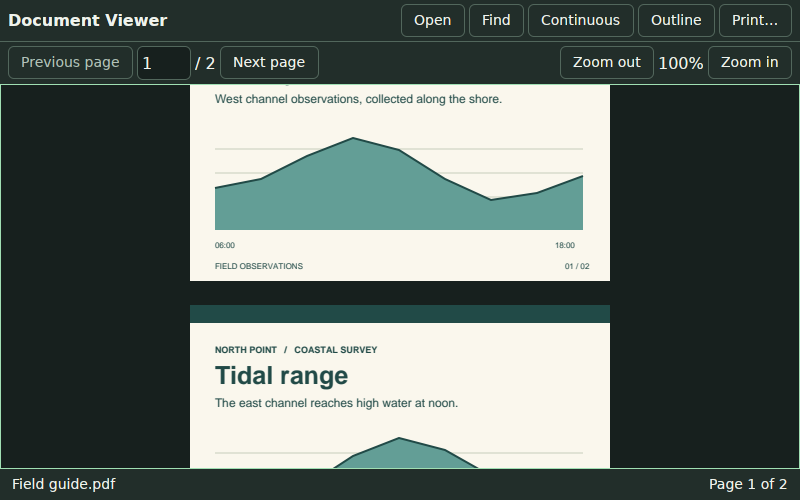 Document Viewer
Open
Find
Continuous
Outline
Print…
Previous page
1
/ 2
Next page
Zoom out
100%
Zoom in
West channel observations, collected along the shore.
06:00
18:00
FIELD OBSERVATIONS
01 / 02
NORTH POINT / COASTAL SURVEY
Tidal range
The east channel reaches high water at noon.
Field guide.pdf
Page 1 of 2